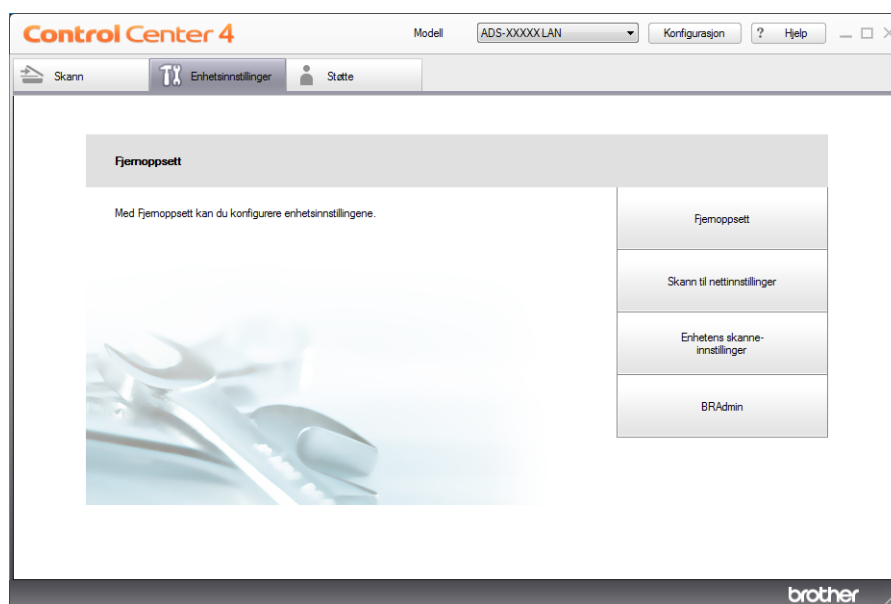 Control Center 4
Modell
ADS-XXXXX LAN
Konfigurasjon
? Hjelp
Skann
Enhetsinnstillinger
Støtte
Fjernoppsett
Med Fjernoppsett kan du konfigurere enhetsinnstillingene.
Fjernoppsett
Skann til nettinnstillinger
Enhetens skanne-
innstillinger
BRAdmin
brother